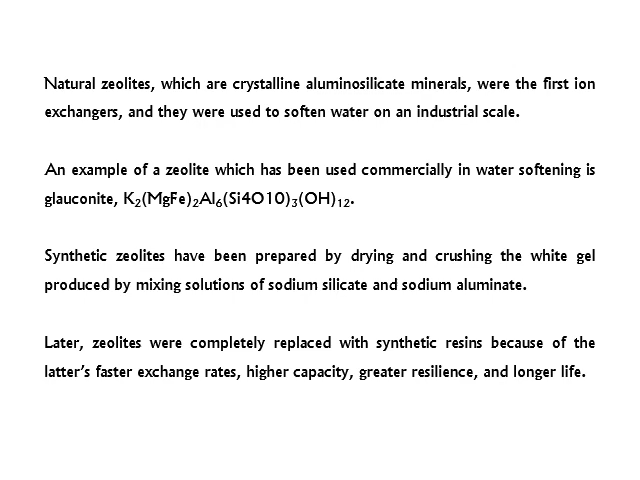 Natural zeolites, which are crystalline aluminosilicate minerals, were the first ion
exchangers, and they were used to soften water on an industrial scale.
An example of a zeolite which has been used commercially in water softening is
glauconite, K₂(MgFe)₂Al₆(Si4O10)₃(OH)₁₂.
Synthetic zeolites have been prepared by drying and crushing the white gel
produced by mixing solutions of sodium silicate and sodium aluminate.
Later, zeolites were completely replaced with synthetic resins because of the
latter’s faster exchange rates, higher capacity, greater resilience, and longer life.